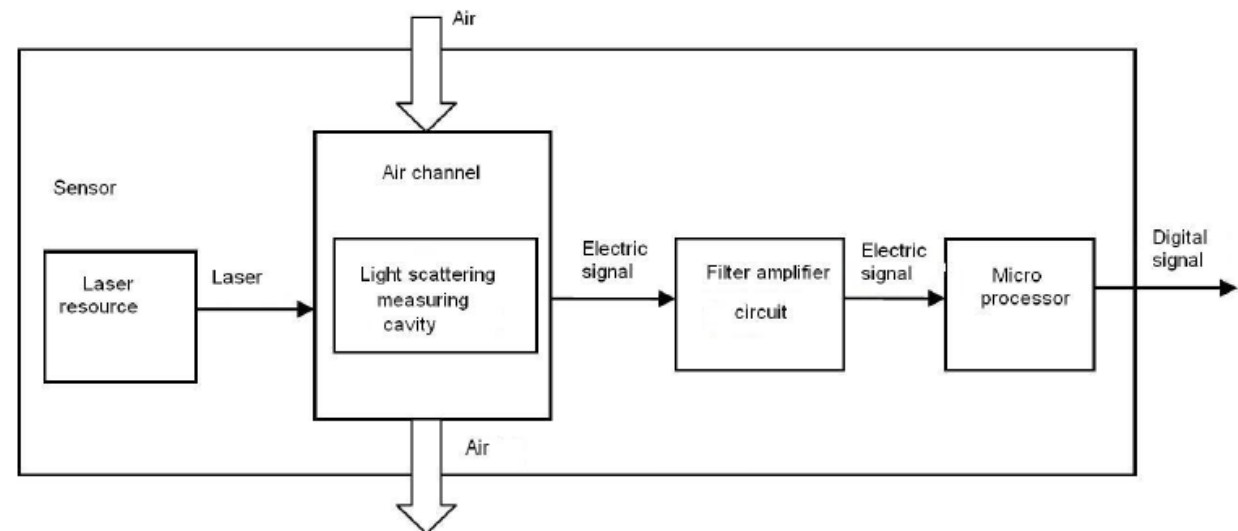 Air
Sensor
Air channel
Laser
resource
Laser
Light scattering
measuring
cavity
Electric
signal
Filter amplifier
circuit
Electric
signal
Micro
processor
Digital
signal
Air